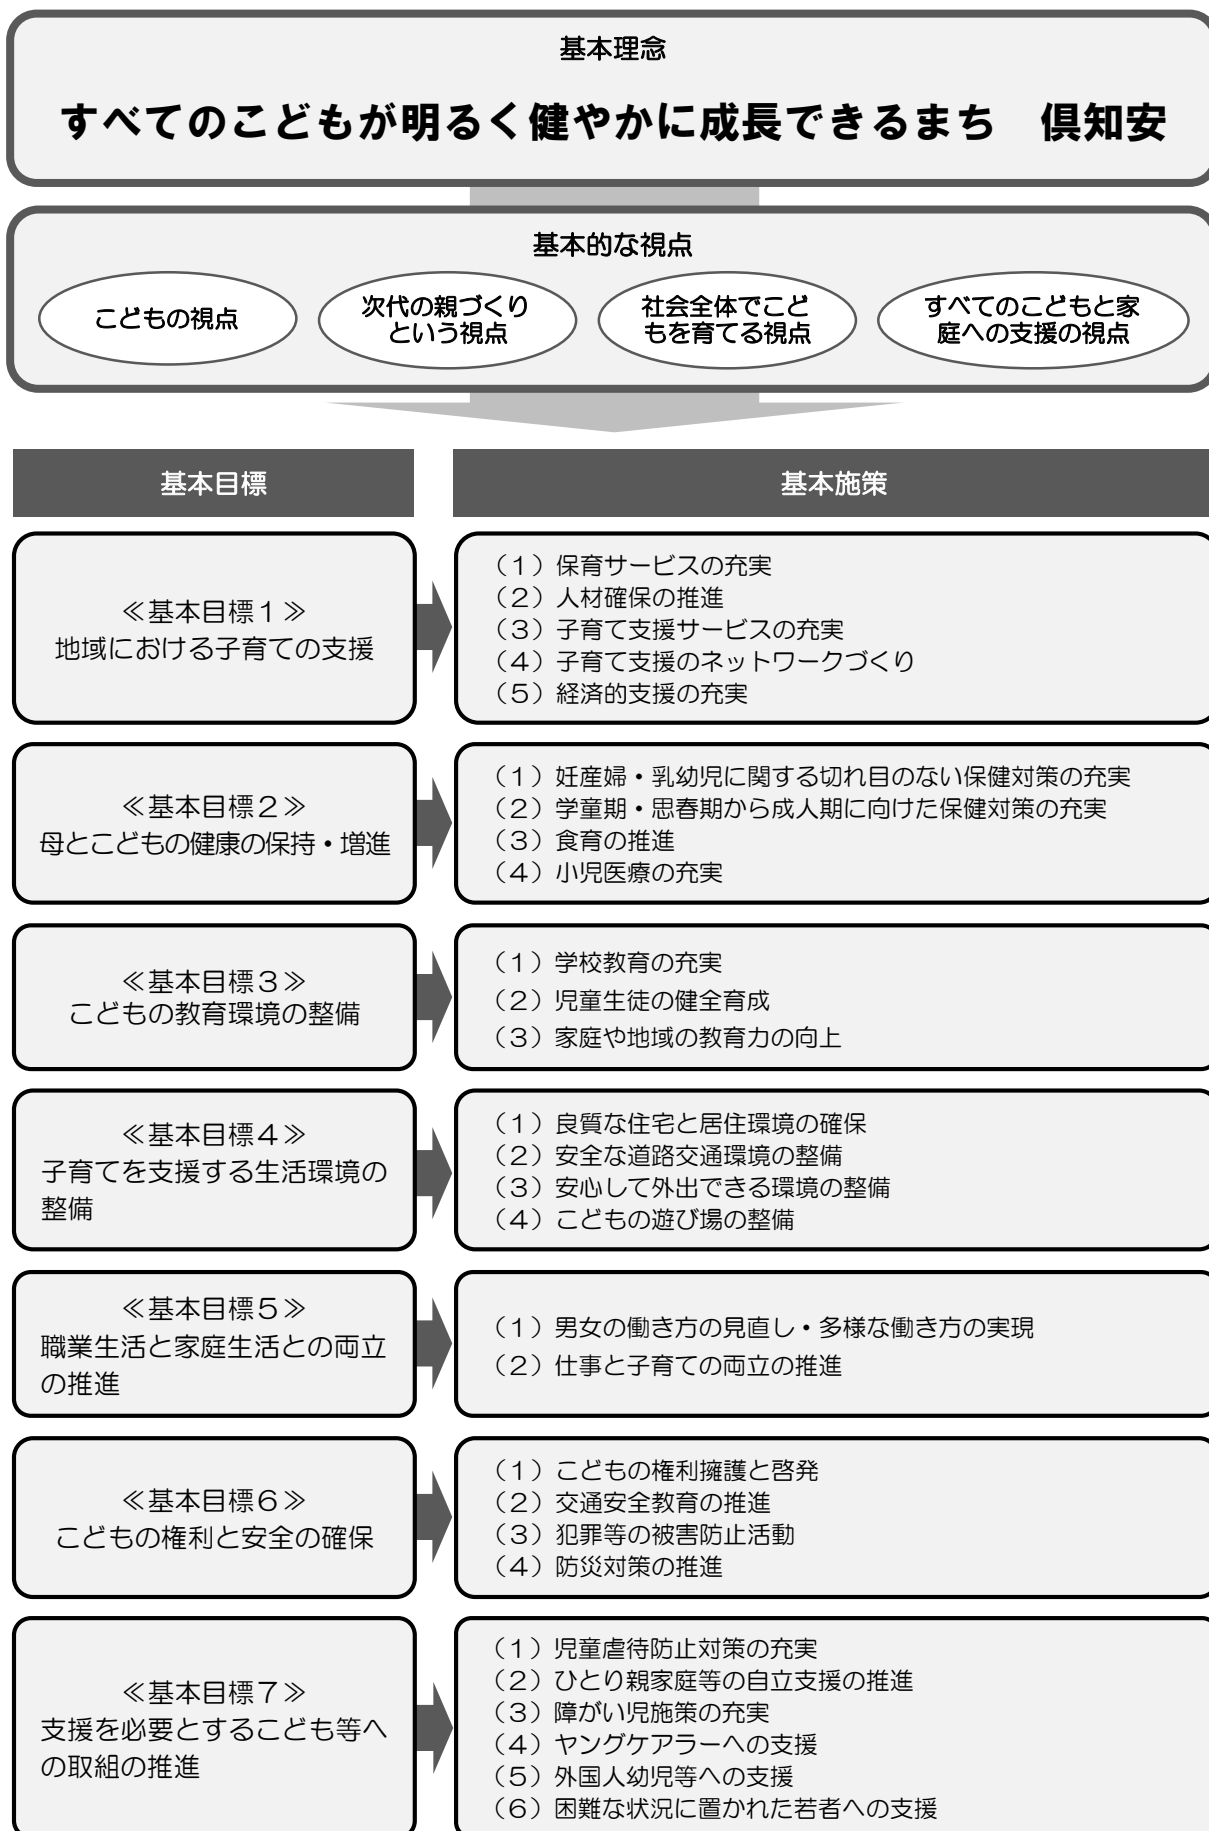 基本理念
すべてのこどもが明るく健やかに成長できるまち　倶知安
基本的な視点
こどもの視点
次代の親づくり
という視点
社会全体でこど
もを育てる視点
すべてのこどもと家
庭への支援の視点
基本目標
基本施策
≪基本目標１≫
地域における子育ての支援
（１）保育サービスの充実
（２）人材確保の推進
（３）子育て支援サービスの充実
（４）子育て支援のネットワークづくり
（５）経済的支援の充実
≪基本目標２≫
母とこどもの健康の保持・増進
（１）妊産婦・乳幼児に関する切れ目のない保健対策の充実
（２）学童期・思春期から成人期に向けた保健対策の充実
（３）食育の推進
（４）小児医療の充実
≪基本目標３≫
こどもの教育環境の整備
（１）学校教育の充実
（２）児童生徒の健全育成
（３）家庭や地域の教育力の向上
≪基本目標４≫
子育てを支援する生活環境の
整備
（１）良質な住宅と居住環境の確保
（２）安全な道路交通環境の整備
（３）安心して外出できる環境の整備
（４）こどもの遊び場の整備
≪基本目標５≫
職業生活と家庭生活との両立
の推進
（１）男女の働き方の見直し・多様な働き方の実現
（２）仕事と子育ての両立の推進
≪基本目標６≫
こどもの権利と安全の確保
（１）こどもの権利擁護と啓発
（２）交通安全教育の推進
（３）犯罪等の被害防止活動
（４）防災対策の推進
≪基本目標７≫
支援を必要とするこども等へ
の取組の推進
（１）児童虐待防止対策の充実
（２）ひとり親家庭等の自立支援の推進
（３）障がい児施策の充実
（４）ヤングケアラーへの支援
（５）外国人幼児等への支援
（６）困難な状況に置かれた若者への支援